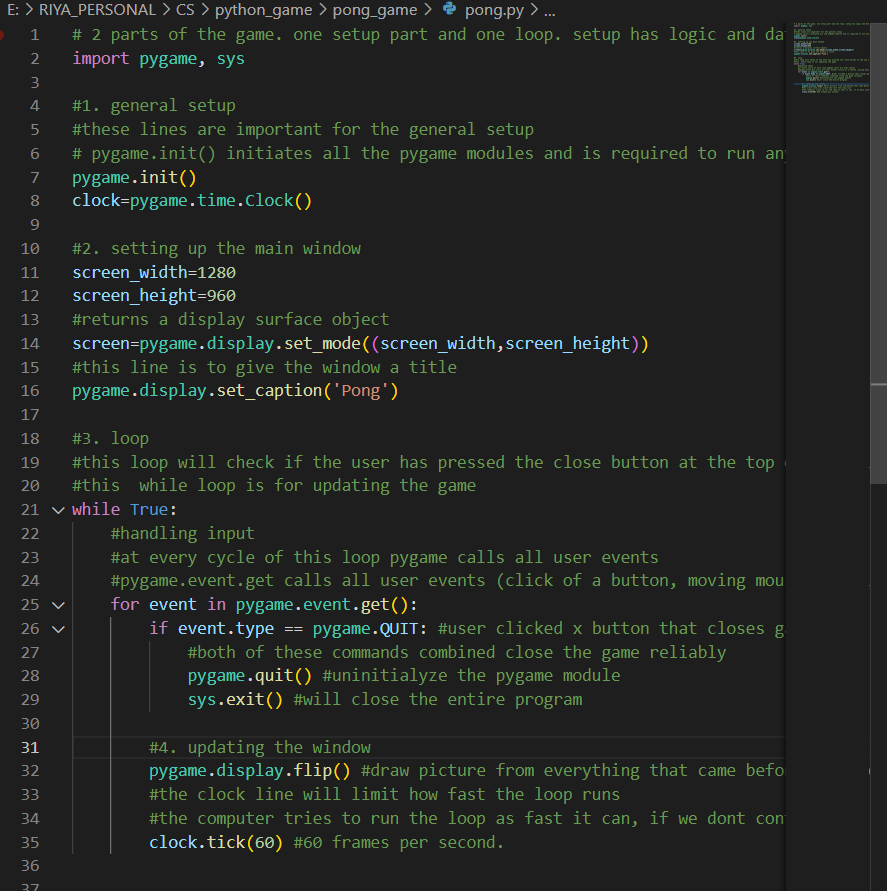 E: > RIYA_PERSONAL > CS > python_game > pong_game > pong.py > ...
1 # 2 parts of the game. one setup part and one loop. setup has logic and
2 import pygame, sys
3
4 #1. general setup
5 #these lines are important for the general setup
6 # pygame.init() initiates all the pygame modules and is required to run
7 pygame.init()
8 clock=pygame.time.Clock()
9
10 #2. setting up the main window
11 screen_width=1280
12 screen_height=960
13 #returns a display surface object
14 screen=pygame.display.set_mode((screen_width,screen_height))
15 #this line is to give the window a title
16 pygame.display.set_caption('Pong')
17
18 #3. loop
19 #this loop will check if the user has pressed the close button at the top
20 #this  while loop is for updating the game
21 while True:
22     #handling input
23     #at every cycle of this loop pygame calls all user events
24     #pygame.event.get calls all user events (click of a button, moving
25     for event in pygame.event.get():
26         if event.type == pygame.QUIT: #user clicked x button that closes
27             #both of these commands combined close the game reliably
28             pygame.quit() #uninitialyze the pygame module
29             sys.exit() #will close the entire program
30
31         #4. updating the window
32         pygame.display.flip() #draw picture from everything that came
33         #the clock line will limit how fast the loop runs
34         #the computer tries to run the loop as fast it can, if we dont
35         clock.tick(60) #60 frames per second.
36
37